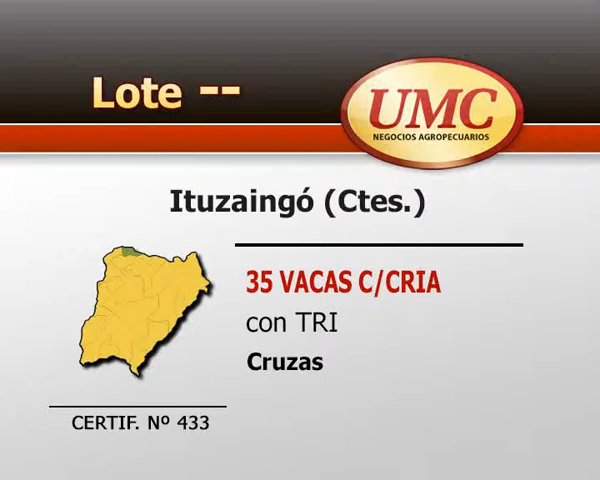 Lote --
UMC
NEGOCIOS AGROPECUARIOS
Ituzaingó (Ctes.)
35 VACAS C/CRIA
con TRI
Cruzas
CERTIF. Nº 433